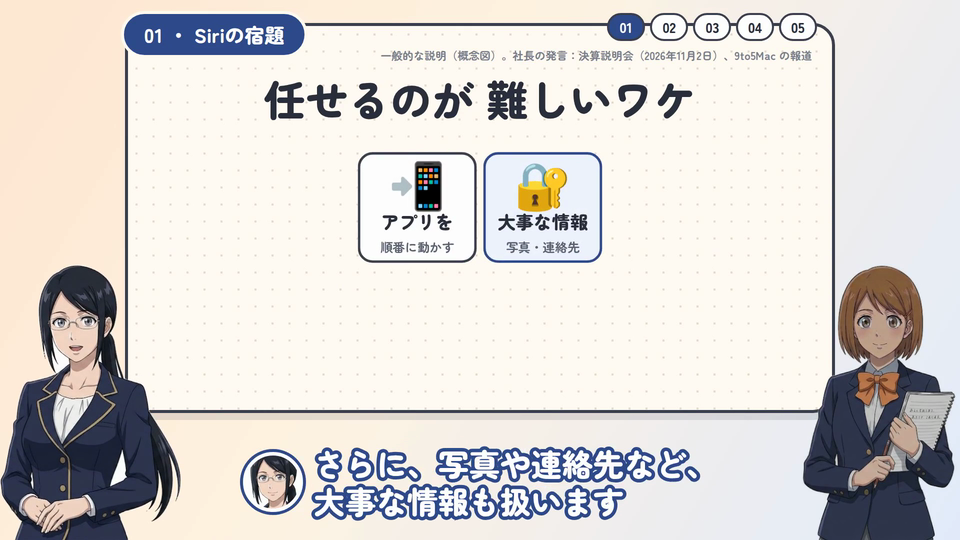 01 ・ Siriの宿題
01 02 03 04 05
一般的な説明（概念図）。社長の発言：決算説明会（2026年11月2日）、9to5Mac の報道
任せるのが 難しいワケ
アプリを
順番に動かす
大事な情報
写真・連絡先
さらに、写真や連絡先など、
大事な情報も扱います